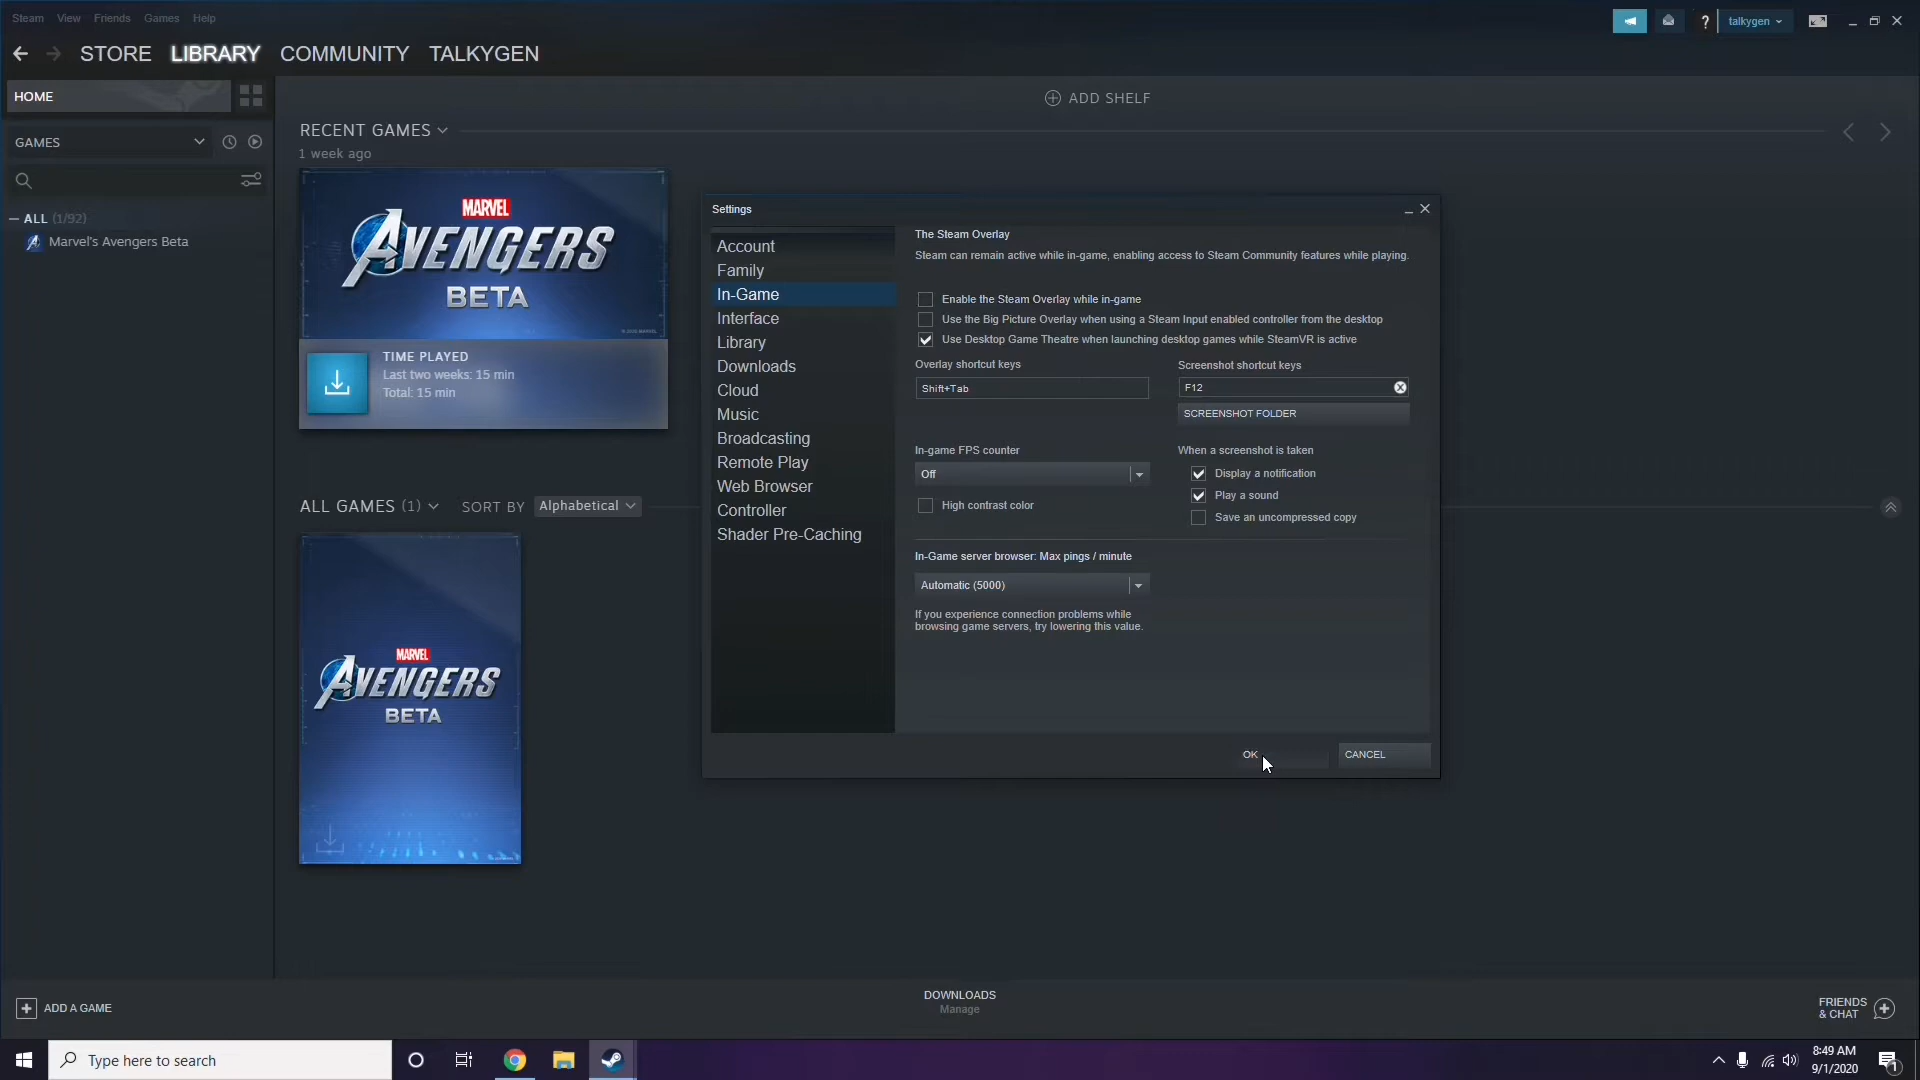 Steam View Friends Games Help
? talkygen
STORE LIBRARY COMMUNITY TALKYGEN
HOME
ADD SHELF
GAMES
RECENT GAMES
1 week ago
ALL (1/92)
Marvel's Avengers Beta
MARVEL
AVENGERS
BETA
TIME PLAYED
Last two weeks: 15 min
Total: 15 min
ALL GAMES (1) SORT BY Alphabetical
MARVEL
AVENGERS
BETA
Settings
Account
Family
In-Game
Interface
Library
Downloads
Cloud
Music
Broadcasting
Remote Play
Web Browser
Controller
Shader Pre-Caching
The Steam Overlay
Steam can remain active while in-game, enabling access to Steam Community features while playing.
Enable the Steam Overlay while in-game
Use the Big Picture Overlay when using a Steam Input enabled controller from the desktop
Use Desktop Game Theatre when launching desktop games while SteamVR is active
Overlay shortcut keys
Shift+Tab
Screenshot shortcut keys
F12
SCREENSHOT FOLDER
In-game FPS counter
Off
High contrast color
When a screenshot is taken
Display a notification
Play a sound
Save an uncompressed copy
In-Game server browser: Max pings / minute
Automatic (5000)
If you experience connection problems while
browsing game servers, try lowering this value.
OK
CANCEL
ADD A GAME
DOWNLOADS
Manage
FRIENDS
& CHAT
Type here to search
8:49 AM
9/1/2020
1